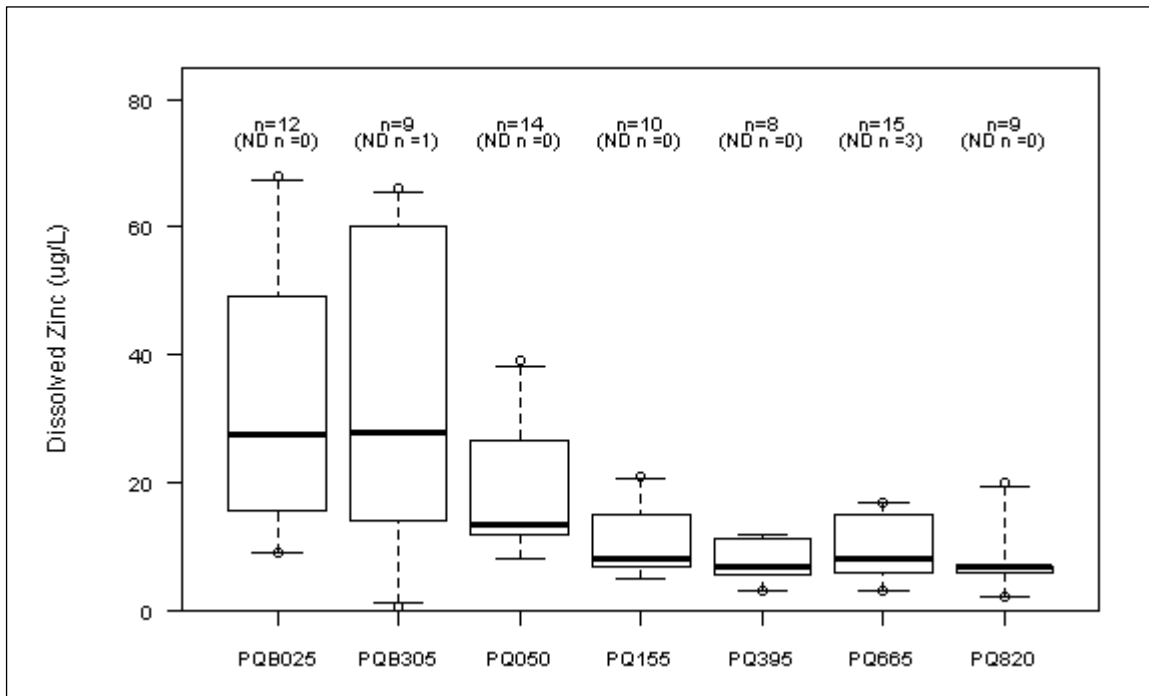 80
60
40
20
0
Dissolved Zinc (ug/L)
n=12 n=9 n=14 n=10 n=8 n=15 n=9
(ND n =0) (ND n =1) (ND n =0) (ND n =0) (ND n =0) (ND n =3) (ND n =0)
PQB025 PQB305 PQ050 PQ155 PQ395 PQ665 PQ820